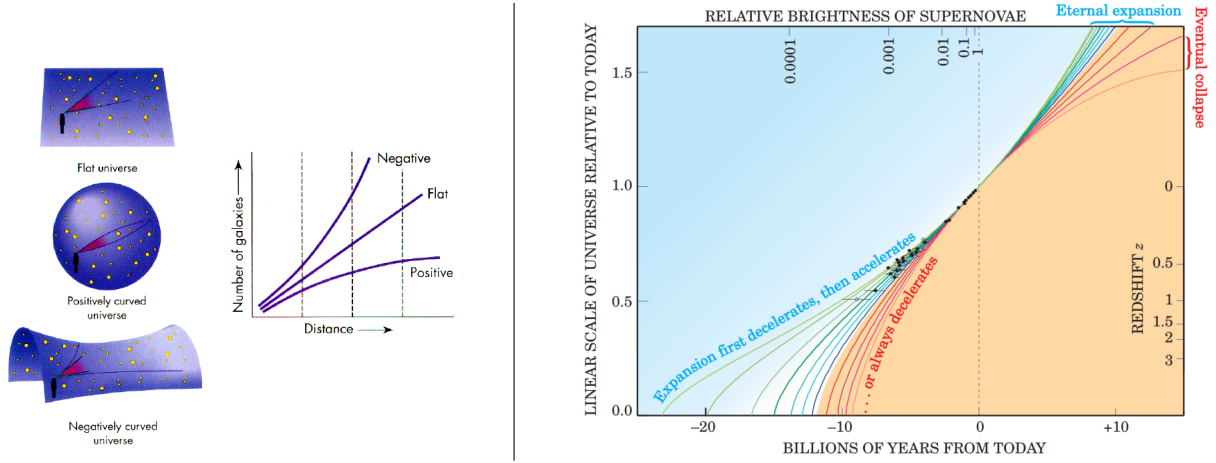 Flat universe
Positively curved
universe
Negatively curved
universe
Number of galaxies
Negative
Flat
Positive
Distance
RELATIVE BRIGHTNESS OF SUPERNOVAE
Eternal expansion
Eventual collapse
0.0001
0.001
0.01
0.1
1
LINEAR SCALE OF UNIVERSE RELATIVE TO TODAY
1.5
1.0
0.5
0.0
Expansion first decelerates, then accelerates
... or always decelerates
REDSHIFT z
0
0.5
1
1.5
2
3
–20
–10
0
+10
BILLIONS OF YEARS FROM TODAY